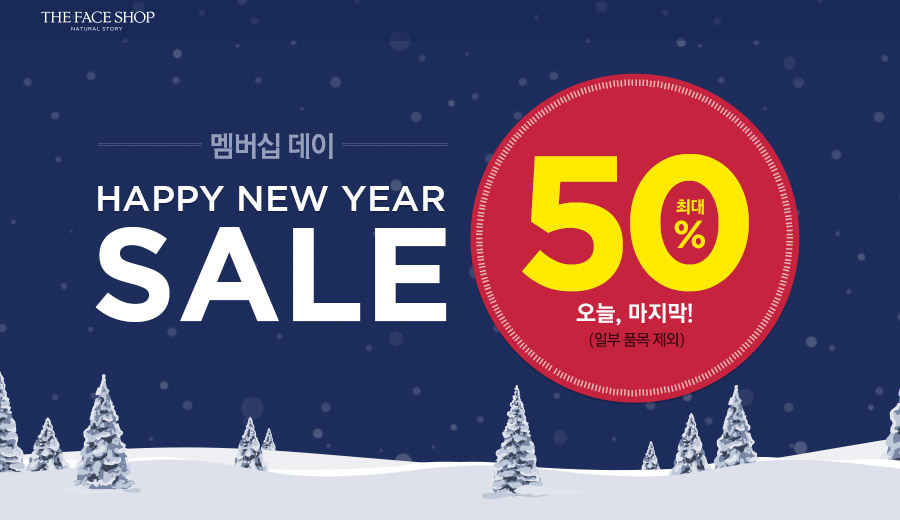 THE FACE SHOP
NATURAL STORY
멤버십 데이
HAPPY NEW YEAR
SALE
50
최대
%
오늘, 마지막!
(일부 품목 제외)